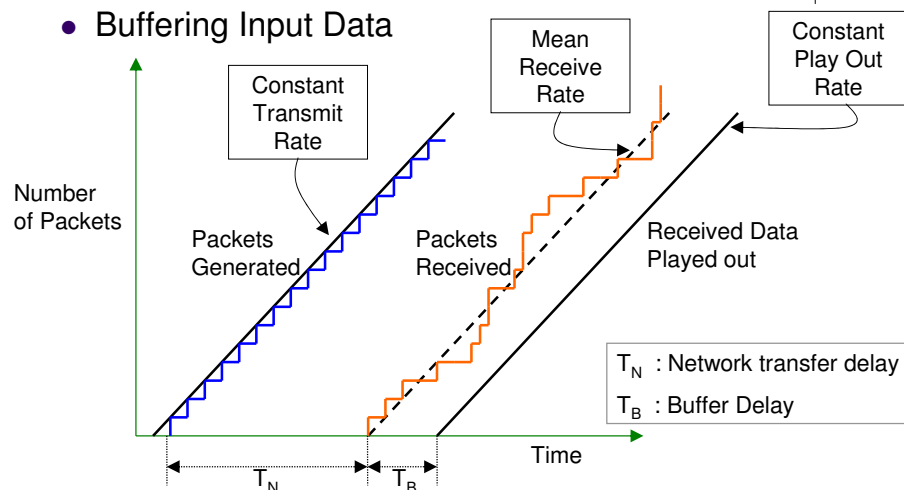 • Buffering Input Data
Constant
Transmit
Rate
Mean
Receive
Rate
Constant
Play Out
Rate
Number
of Packets
Packets
Generated
Packets
Received
Received Data
Played out
T_N : Network transfer delay
T_B : Buffer Delay
Time
T_N
T_B